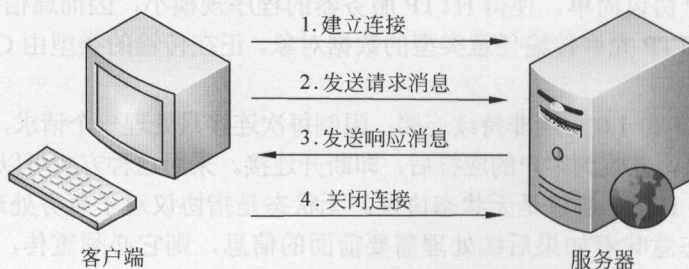 1.建立连接
2.发送请求消息
3.发送响应消息
4.关闭连接
客户端
服务器